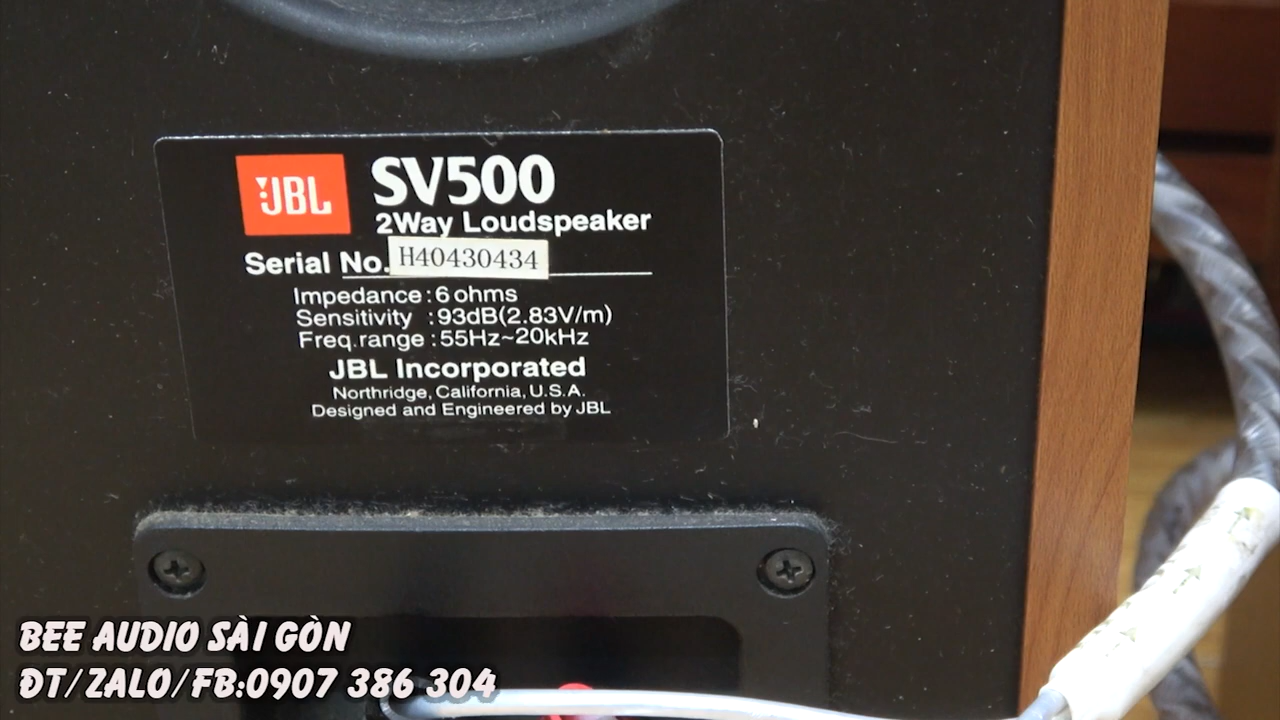 JBL
SV500
2Way Loudspeaker
Serial No. H40430434
Impedance : 6 ohms
Sensitivity : 93dB(2.83V/m)
Freq.range : 55Hz~20kHz
JBL Incorporated
Northridge, California, U.S.A.
Designed and Engineered by JBL
BEE AUDIO SÀI GÒN
ĐT/ZALO/FB:0907 386 304